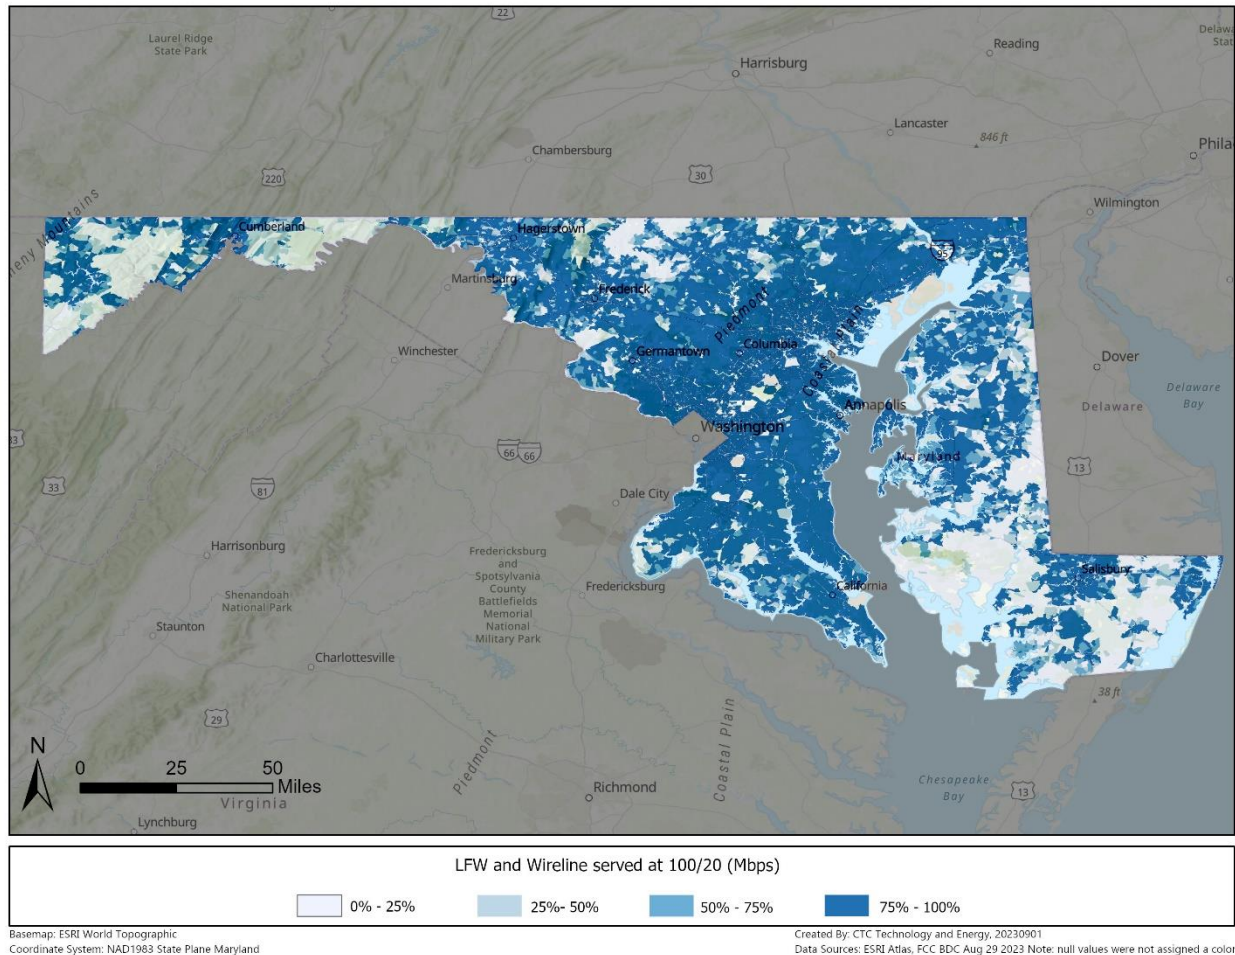 22
Laurel Ridge
State Park
Reading
Harrisburg
Lancaster
846 ft
Chambersburg
30
220
Wilmington
Cumberland
Hagerstown
95
Martinsburg
Frederick
Piedmont
Winchester
Germantown
Columbia
Coastal Plain
Dover
Delaware
Bay
Annapolis
Delaware
Washington
Maryland
66
66
13
33
81
Dale City
Harrisonburg
Fredericksburg
and
Spotsylvania
County
Battlefields
Memorial
National
Military Park
Fredericksburg
California
Shenandoah
National Park
Staunton
Charlottesville
38 ft
29
N
0 25 50
Miles
Virginia
Piedmont
Coastal Plain
Richmond
Chesapeake
Bay
13
Lynchburg
LFW and Wireline served at 100/20 (Mbps)
0% - 25% 25%- 50% 50% - 75% 75% - 100%
Basemap: ESRI World Topographic
Coordinate System: NAD1983 State Plane Maryland
Created By: CTC Technology and Energy, 20230901
Data Sources: ESRI Atlas, FCC BDC Aug 29 2023 Note: null values were not assigned a color